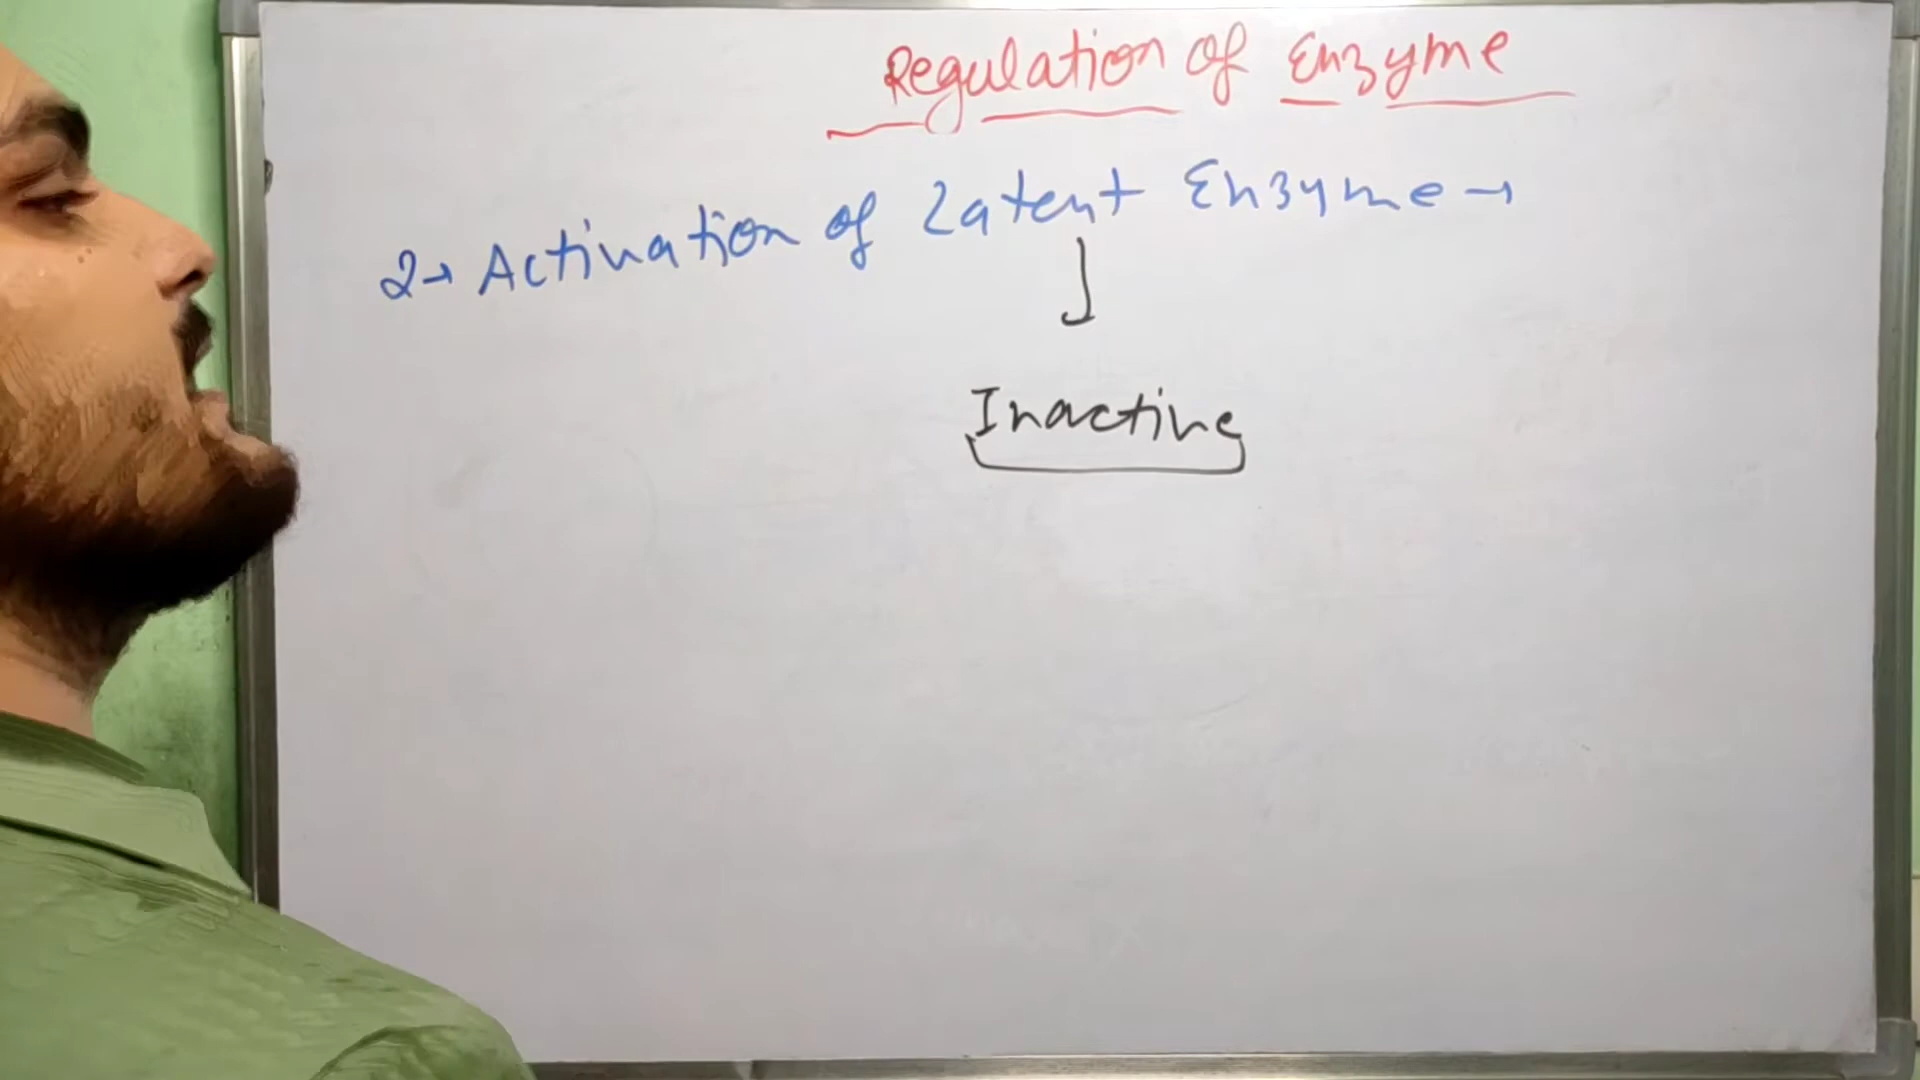 Regulation of Enzyme
2→ Activation of Latent Enzyme →
Inactive